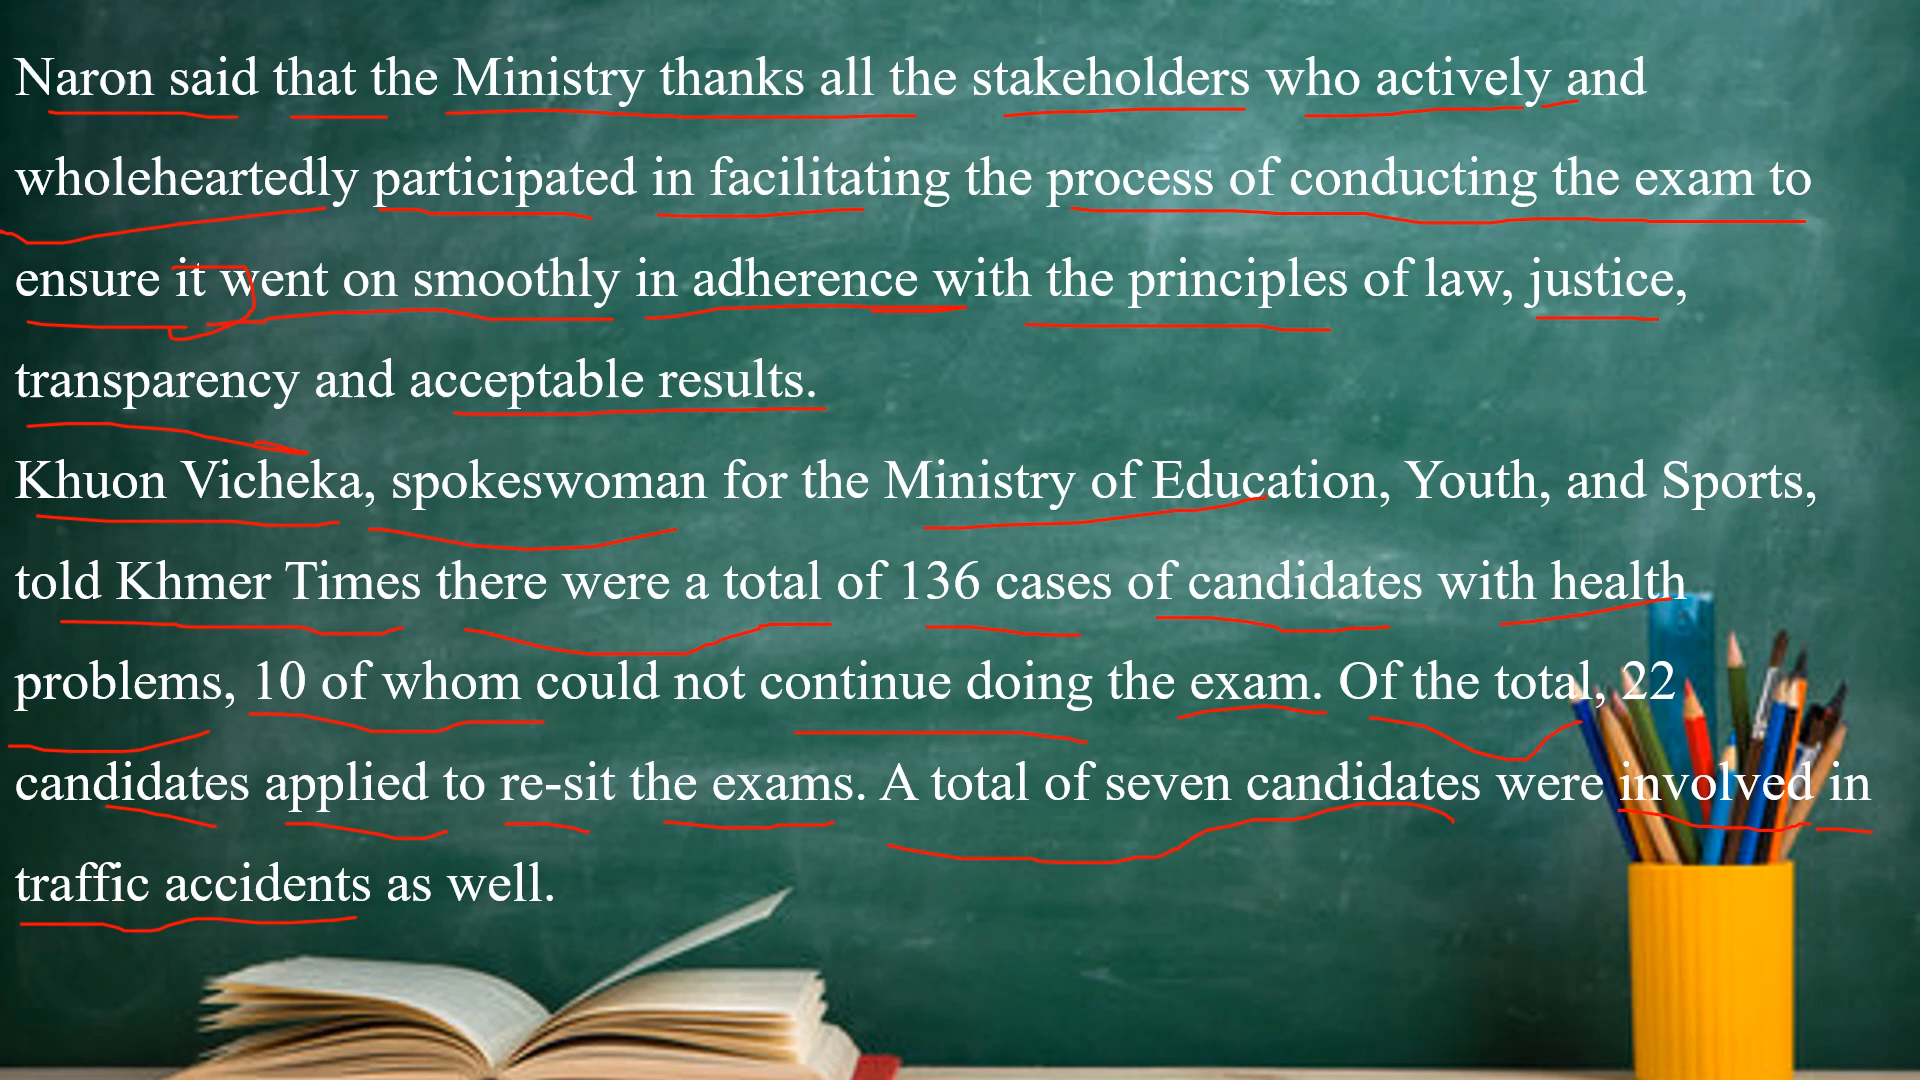 Naron said that the Ministry thanks all the stakeholders who actively and
wholeheartedly participated in facilitating the process of conducting the exam to
ensure it went on smoothly in adherence with the principles of law, justice,
transparency and acceptable results.
Khuon Vicheka, spokeswoman for the Ministry of Education, Youth, and Sports,
told Khmer Times there were a total of 136 cases of candidates with health
problems, 10 of whom could not continue doing the exam. Of the total, 22
candidates applied to re-sit the exams. A total of seven candidates were involved in
traffic accidents as well.